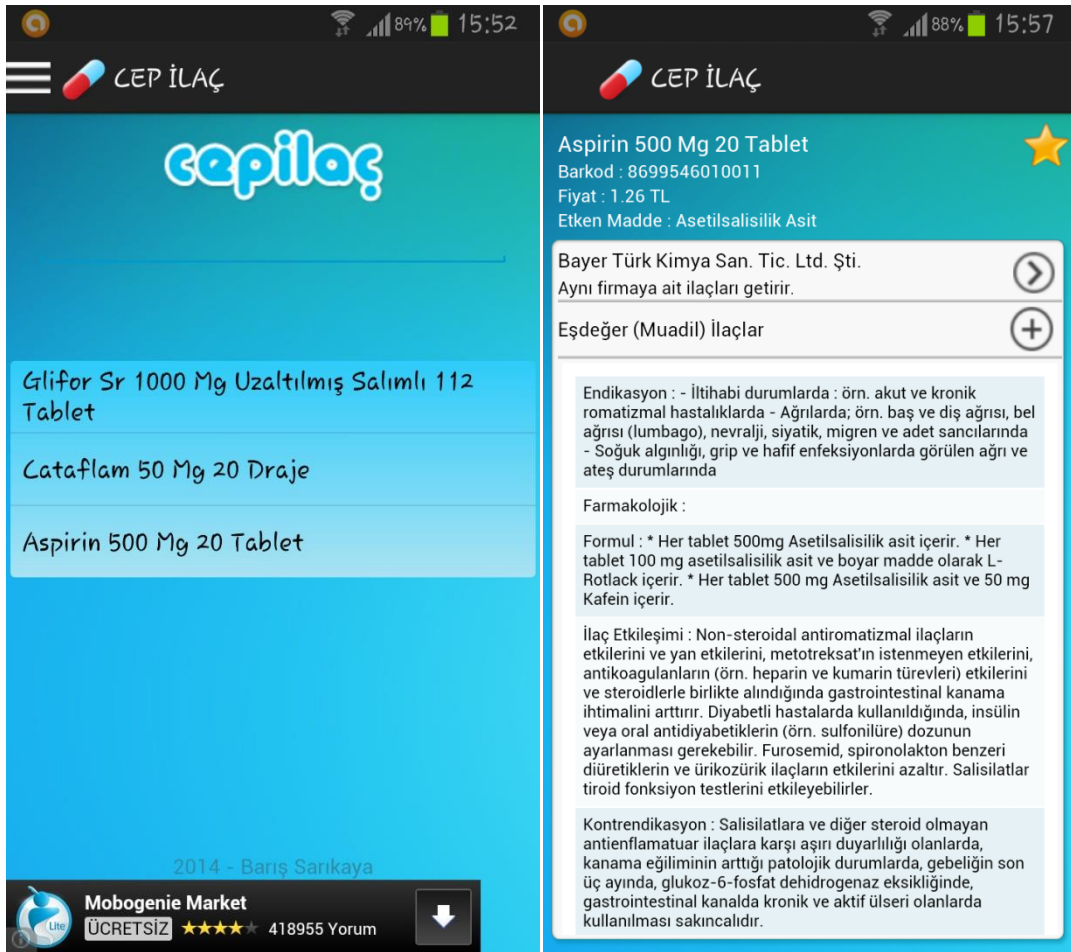 89% 15:52
CEP İLAÇ
cepilaç
Glifor Sr 1000 Mg Uzaltılmış Salımlı 112
Tablet
Cataflam 50 Mg 20 Draje
Aspirin 500 Mg 20 Tablet
2014 - Barış Sarıkaya
Lite
Mobogenie Market
ÜCRETSİZ 418955 Yorum
88% 15:57
CEP İLAÇ
Aspirin 500 Mg 20 Tablet
Barkod : 8699546010011
Fiyat : 1.26 TL
Etken Madde : Asetilsalisilik Asit
Bayer Türk Kimya San. Tic. Ltd. Şti.
Aynı firmaya ait ilaçları getirir.
Eşdeğer (Muadil) İlaçlar
Endikasyon : - İltihabi durumlarda : örn. akut ve kronik
romatizmal hastalıklarda - Ağrılarda; örn. baş ve diş ağrısı, bel
ağrısı (lumbago), nevralji, siyatik, migren ve adet sancılarında
- Soğuk algınlığı, grip ve hafif enfeksiyonlarda görülen ağrı ve
ateş durumlarında
Farmakolojik :
Formul : * Her tablet 500mg Asetilsalisilik asit içerir. * Her
tablet 100 mg asetilsalisilik asit ve boyar madde olarak L-
Rotlack içerir. * Her tablet 500 mg Asetilsalisilik asit ve 50 mg
Kafein içerir.
İlaç Etkileşimi : Non-steroidal antiromatizmal ilaçların
etkilerini ve yan etkilerini, metotreksat'ın istenmeyen etkilerini,
antikoagulanların (örn. heparin ve kumarin türevleri) etkilerini
ve steroidlerle birlikte alındığında gastrointestinal kanama
ihtimalini arttırır. Diyabetli hastalarda kullanıldığında, insülin
veya oral antidiyabetiklerin (örn. sulfonilüre) dozunun
ayarlanması gerekebilir. Furosemid, spironolakton benzeri
diüretiklerin ve ürikozürik ilaçların etkilerini azaltır. Salisilatlar
tiroid fonksiyon testlerini etkileyebilirler.
Kontrendikasyon : Salisilatlara ve diğer steroid olmayan
antienflamatuar ilaçlara karşı aşırı duyarlılığı olanlarda,
kanama eğiliminin arttığı patolojik durumlarda, gebeliğin son
üç ayında, glukoz-6-fosfat dehidrogenaz eksikliğinde,
gastrointestinal kanalda kronik ve aktif ülseri olanlarda
kullanılması sakıncalıdır.